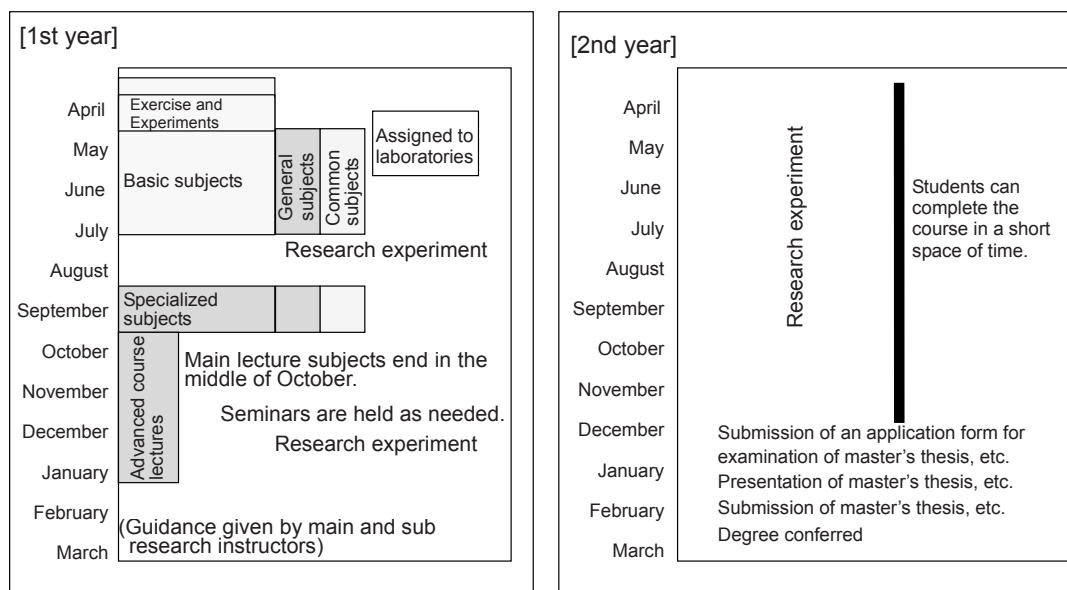 [1st year]
April
May
June
July
August
September
October
November
December
January
February
March
Exercise and
Experiments
Basic subjects
General
subjects
Common
subjects
Assigned to
laboratories
Research experiment
Specialized
subjects
Advanced course
lectures
Main lecture subjects end in the
middle of October.
Seminars are held as needed.
Research experiment
(Guidance given by main and sub
research instructors)
[2nd year]
April
May
June
July
August
September
October
November
December
January
February
March
Research experiment
Students can
complete the
course in a short
space of time.
Submission of an application form for
examination of master's thesis, etc.
Presentation of master's thesis, etc.
Submission of master's thesis, etc.
Degree conferred